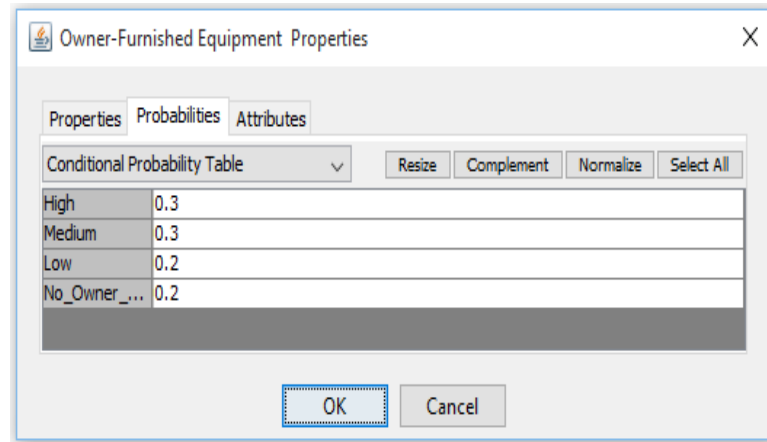 Owner-Furnished Equipment Properties
Properties Probabilities Attributes
Conditional Probability Table Resize Complement Normalize Select All
High 0.3
Medium 0.3
Low 0.2
No_Owner_... 0.2
OK Cancel